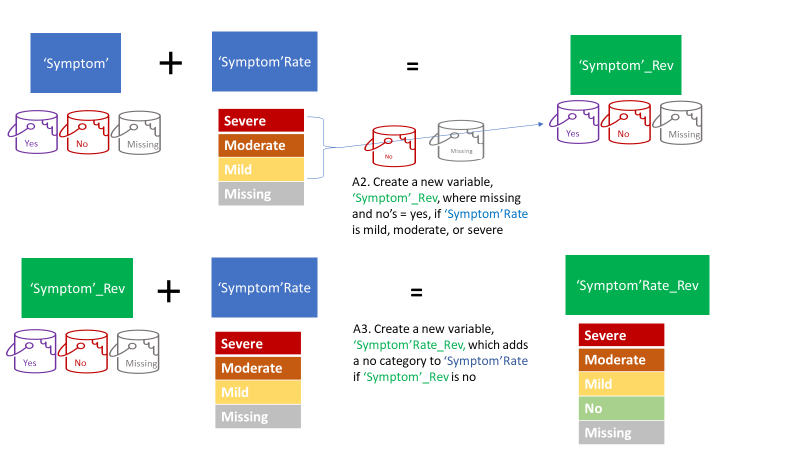 ‘Symptom’
+
‘Symptom’Rate
=
‘Symptom’_Rev
Yes
No
Missing
Severe
Moderate
Mild
Missing
No
Missing
Yes
No
Missing
A2. Create a new variable,
‘Symptom’_Rev, where missing
and no’s = yes, if ‘Symptom’Rate
is mild, moderate, or severe
‘Symptom’_Rev
+
‘Symptom’Rate
=
‘Symptom’Rate_Rev
Yes
No
Missing
Severe
Moderate
Mild
Missing
A3. Create a new variable,
‘Symptom’Rate_Rev, which adds
a no category to ‘Symptom’Rate
if ‘Symptom’_Rev is no
Severe
Moderate
Mild
No
Missing